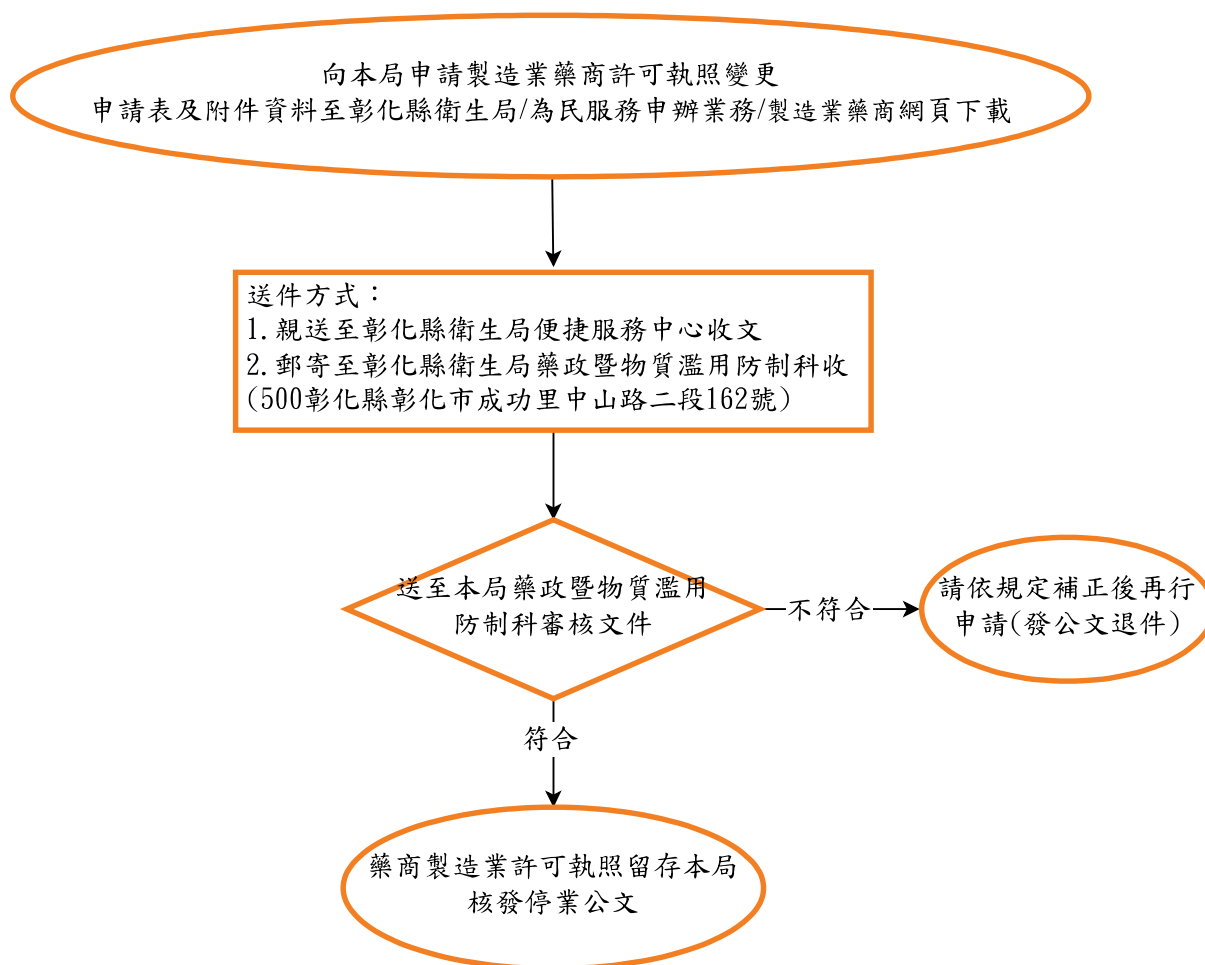 向本局申請製造業藥商許可執照變更
申請表及附件資料至彰化縣衛生局/為民服務申辦業務/製造業藥商網頁下載
送件方式：
1.親送至彰化縣衛生局便捷服務中心收文
2.郵寄至彰化縣衛生局藥政暨物質濫用防制科收
(500彰化縣彰化市成功里中山路二段162號)
送至本局藥政暨物質濫用
防制科審核文件
不符合
請依規定補正後再行
申請(發公文退件)
符合
藥商製造業許可執照留存本局
核發停業公文